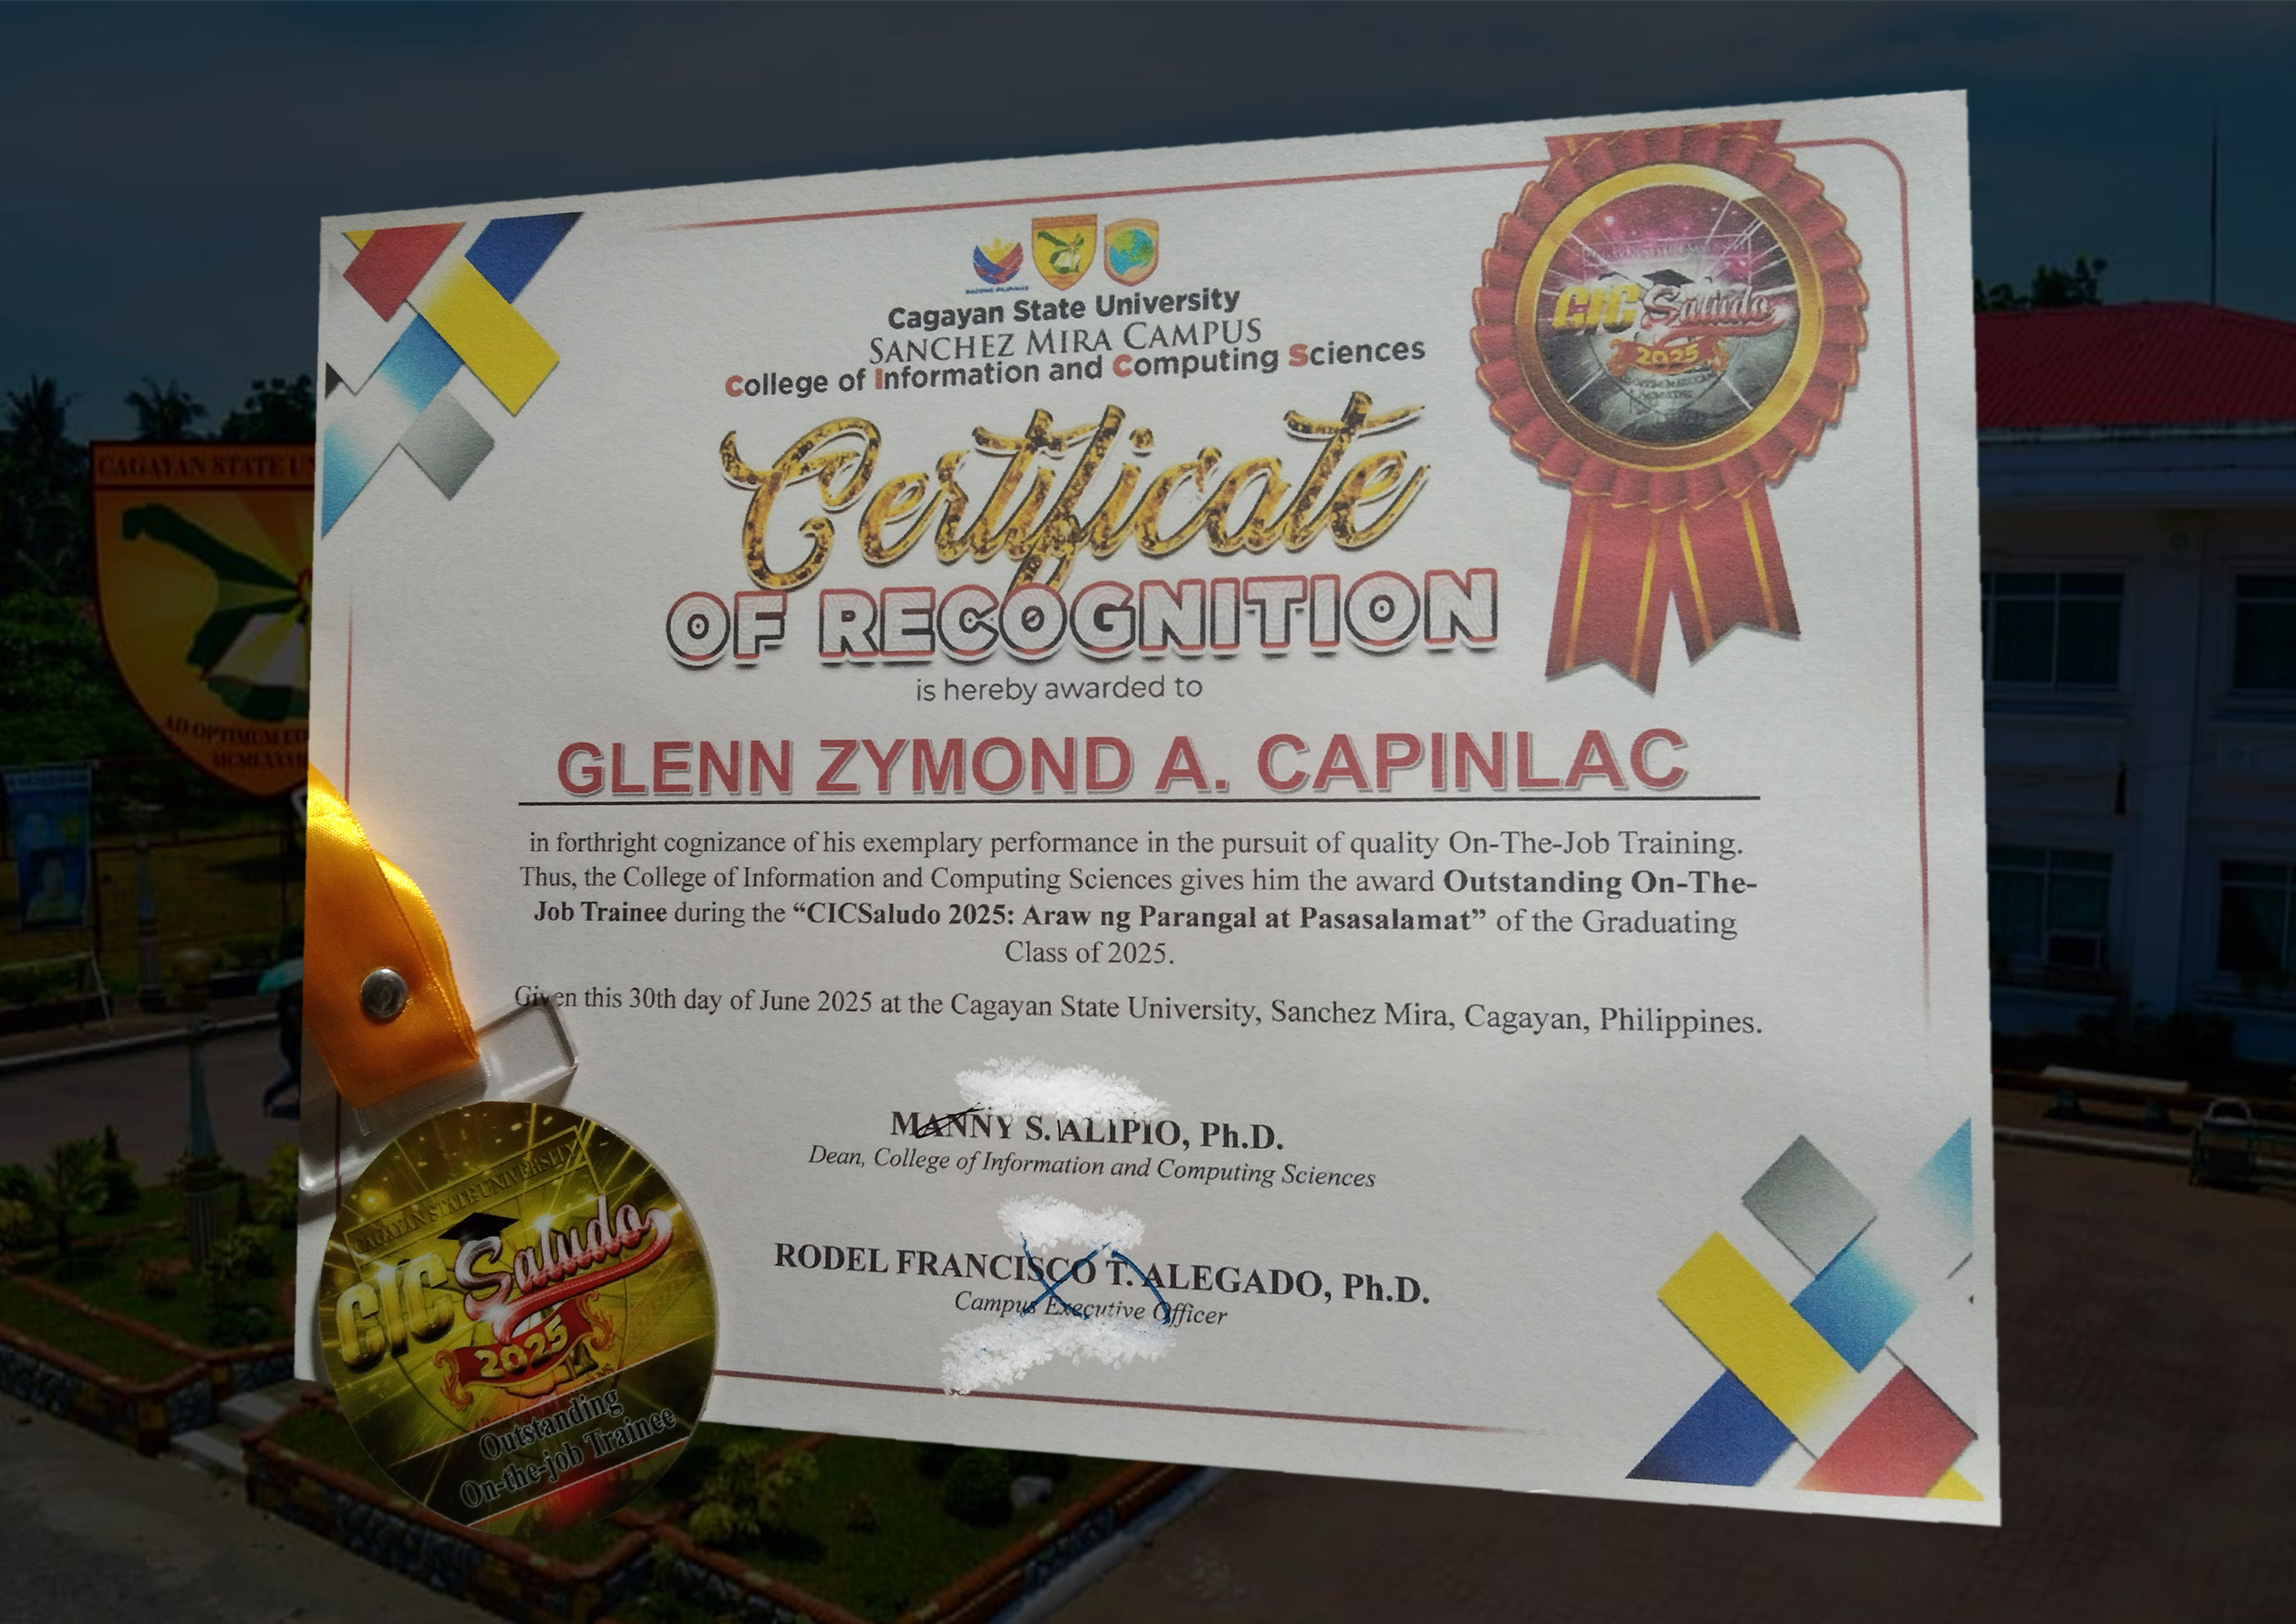 Cagayan State University
SANCHEZ MIRA CAMPUS
College of Information and Computing Sciences
Certificate
OF RECOGNITION
is hereby awarded to
GLENN ZYMOND A. CAPINLAC
in forthright cognizance of his exemplary performance in the pursuit of quality On-The-Job Training.
Thus, the College of Information and Computing Sciences gives him the award Outstanding On-The-
Job Trainee during the “CICSaludo 2025: Araw ng Parangal at Pasasalamat” of the Graduating
Class of 2025.
Given this 30th day of June 2025 at the Cagayan State University, Sanchez Mira, Cagayan, Philippines.
MANNY S. ALIPIO, Ph.D.
Dean, College of Information and Computing Sciences
RODEL FRANCISCO T. ALEGADO, Ph.D.
Campus Executive Officer
CIC Saludo
2025
CAGAYAN STATE UNIVERSITY
CIC Saludo
2025
Outstanding
On-the-job Trainee
CAGAYAN STATE
AD OPTIMUM